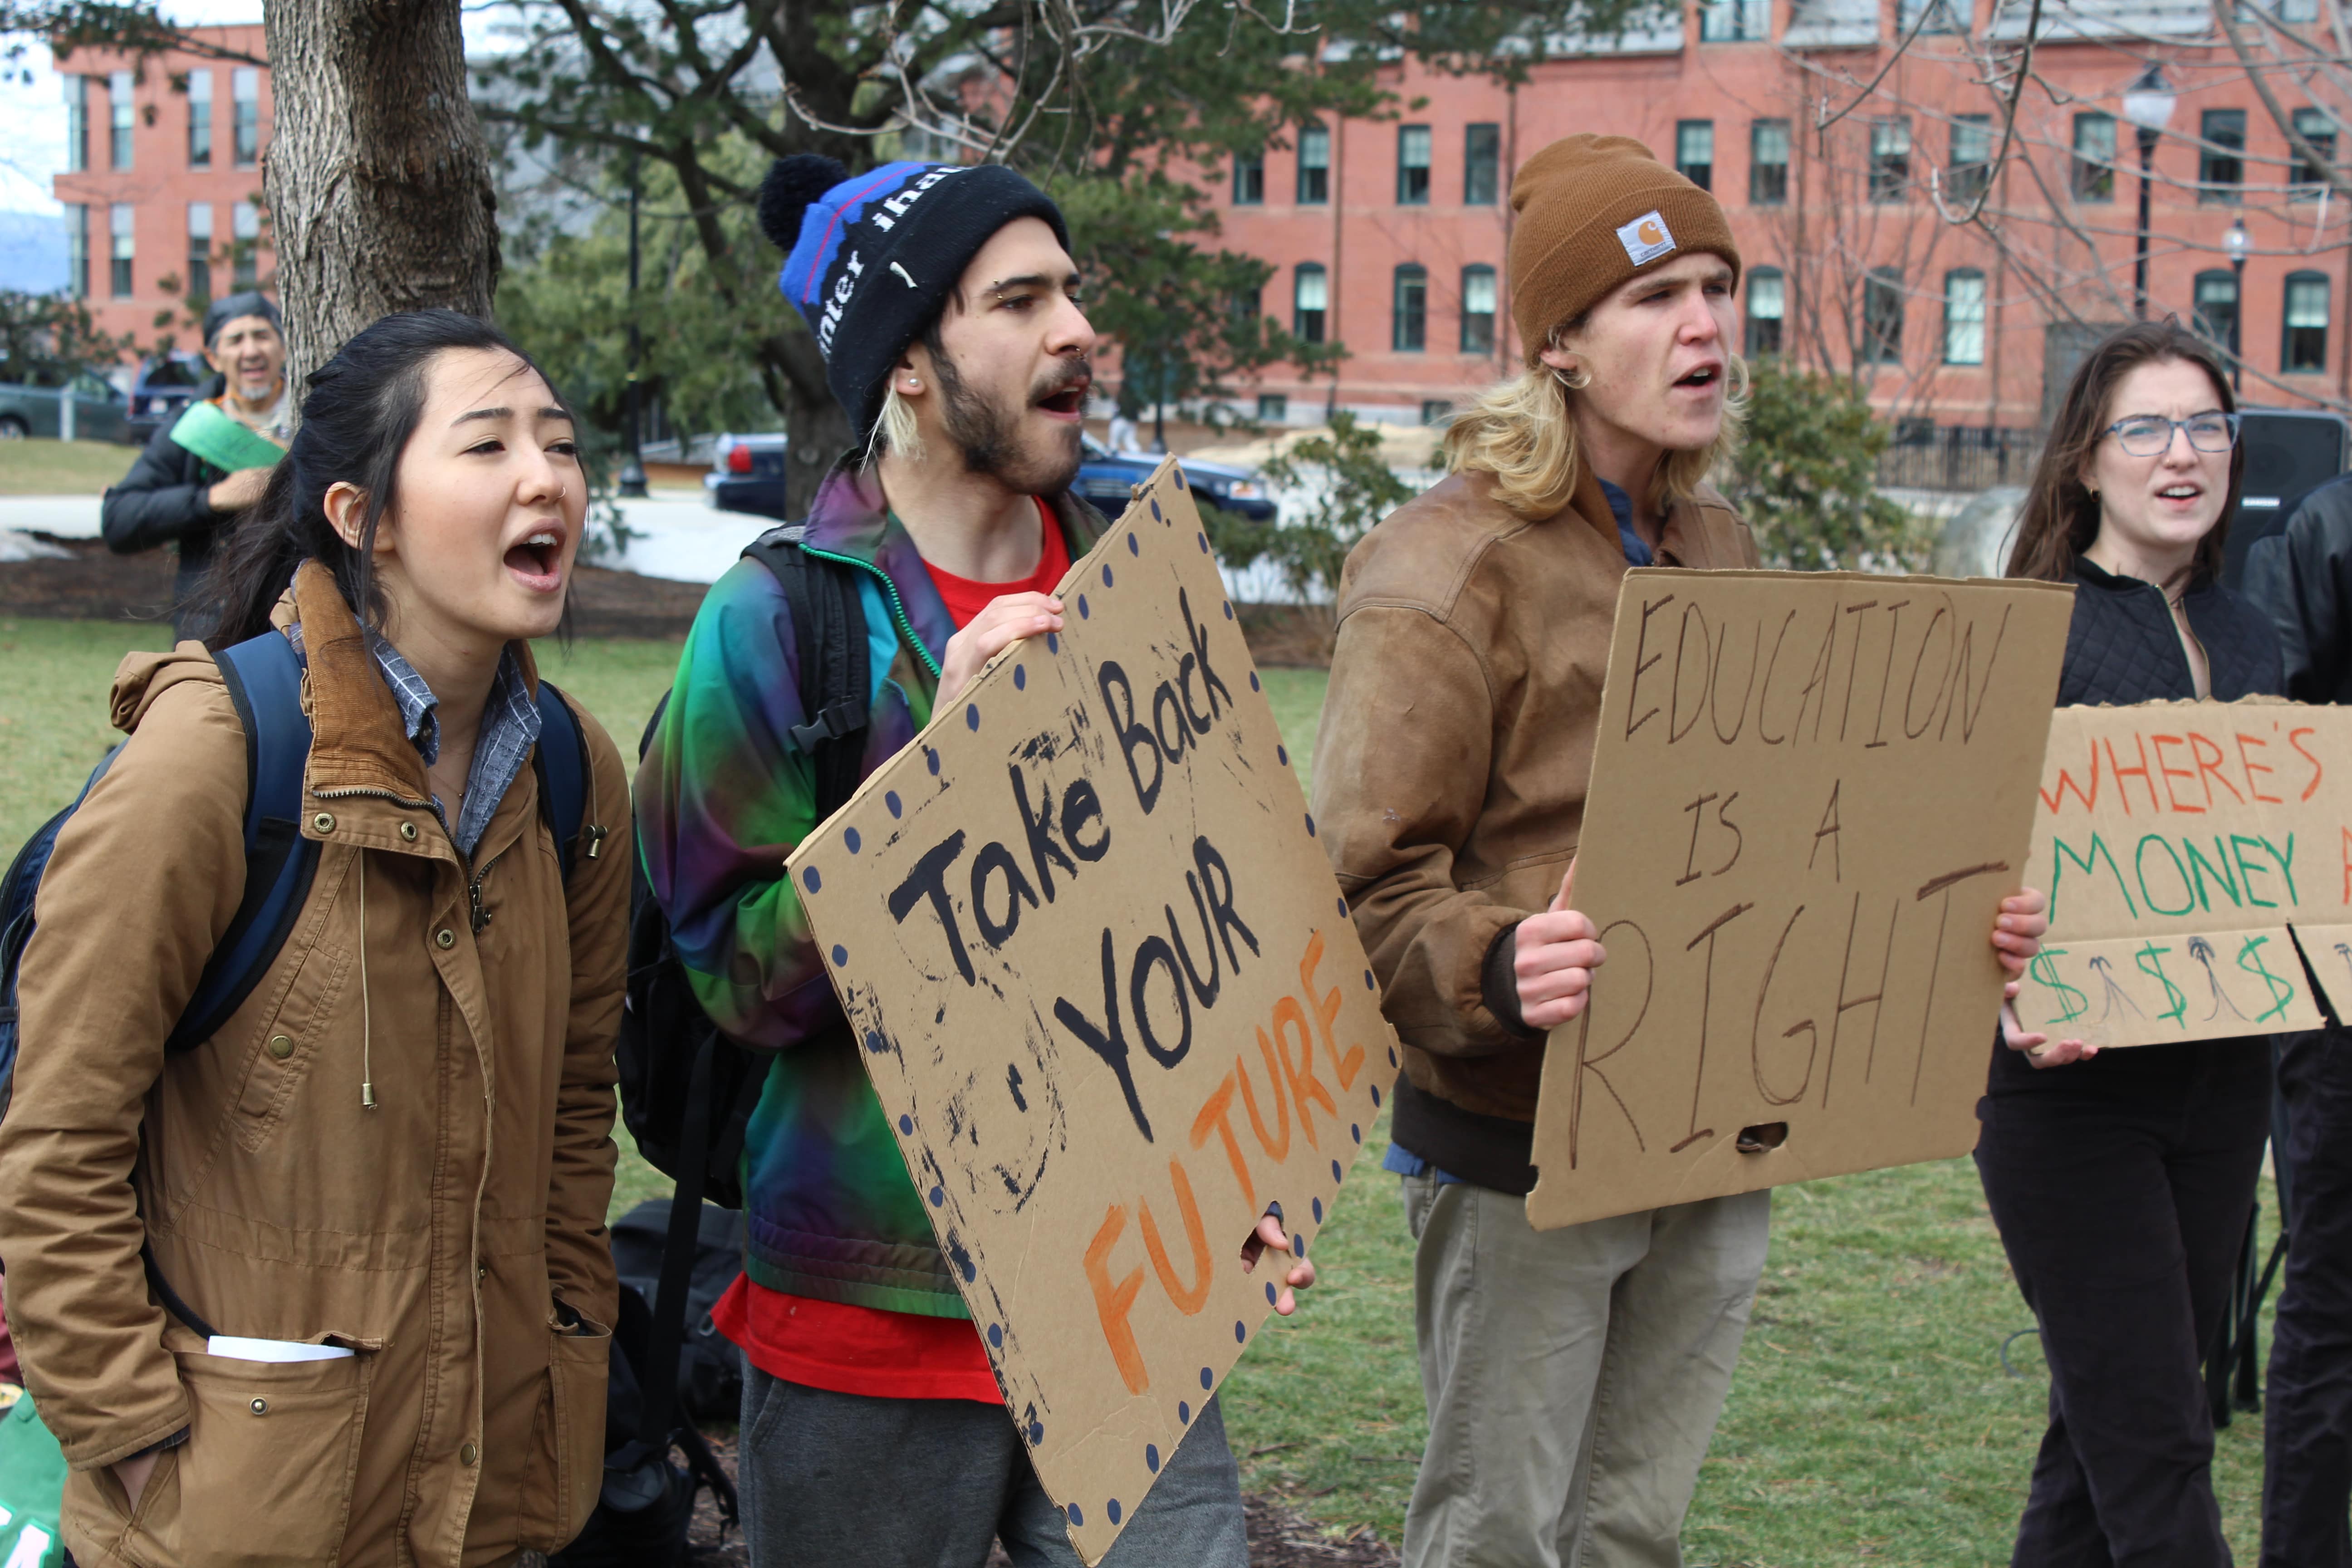 Take Back
YOUR
FUTURE
EDUCATION
IS A
RIGHT
WHERE'S
MONEY
$ $ $